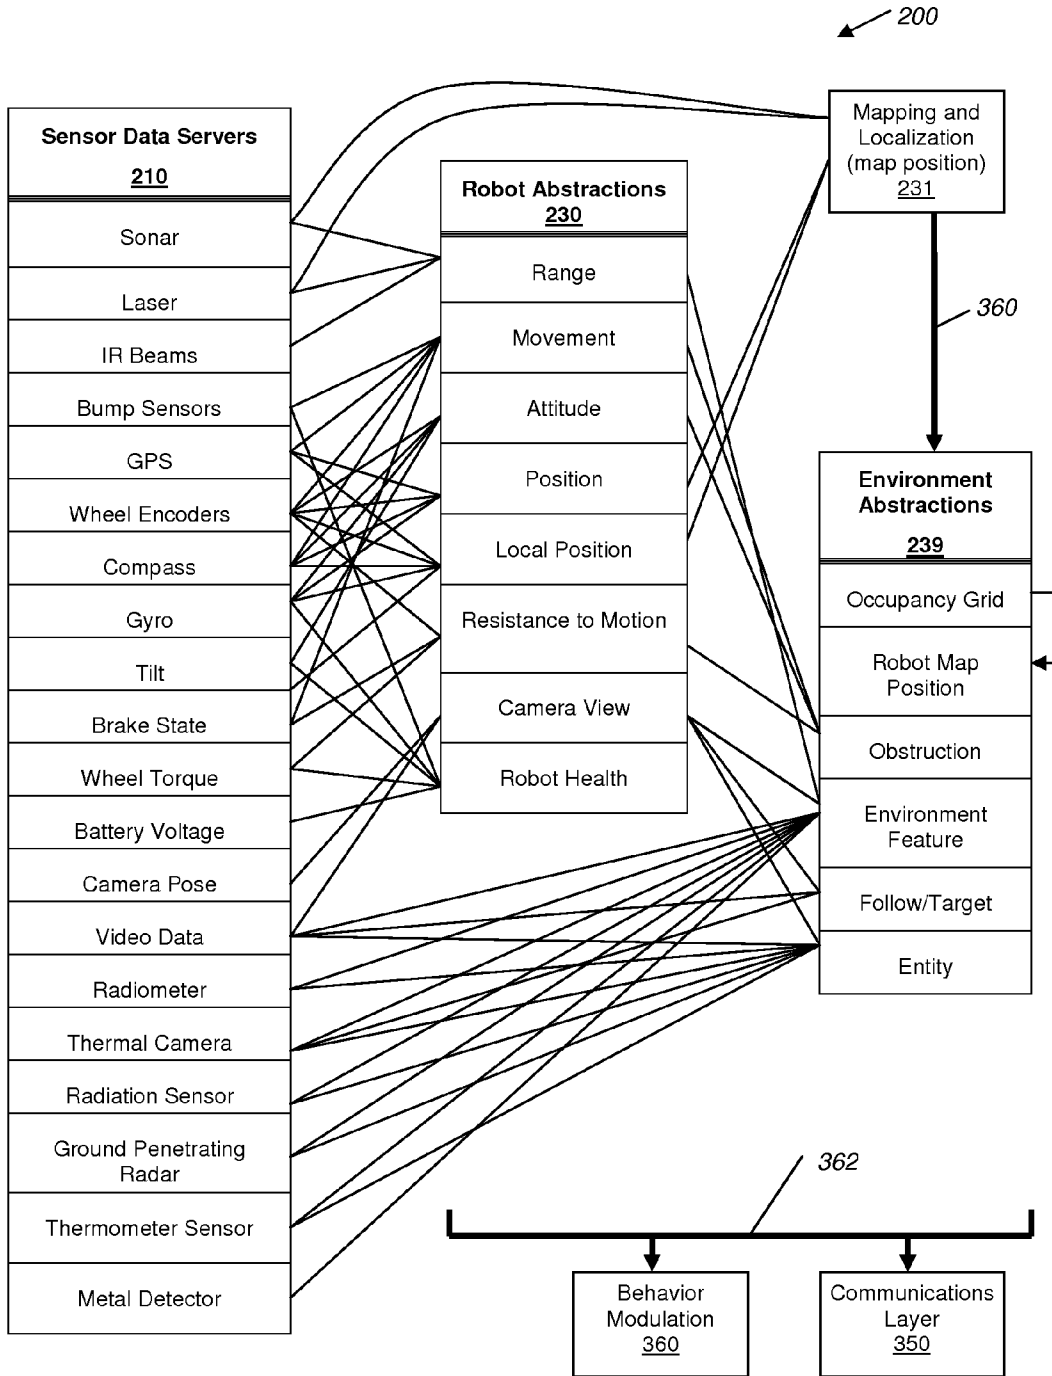 200
Sensor Data Servers
210
Sonar
Laser
IR Beams
Bump Sensors
GPS
Wheel Encoders
Compass
Gyro
Tilt
Brake State
Wheel Torque
Battery Voltage
Camera Pose
Video Data
Radiometer
Thermal Camera
Radiation Sensor
Ground Penetrating
Radar
Thermometer Sensor
Metal Detector
Robot Abstractions
230
Range
Movement
Attitude
Position
Local Position
Resistance to Motion
Camera View
Robot Health
Mapping and
Localization
(map position)
231
360
Environment
Abstractions
239
Occupancy Grid
Robot Map
Position
Obstruction
Environment
Feature
Follow/Target
Entity
362
Behavior
Modulation
360
Communications
Layer
350